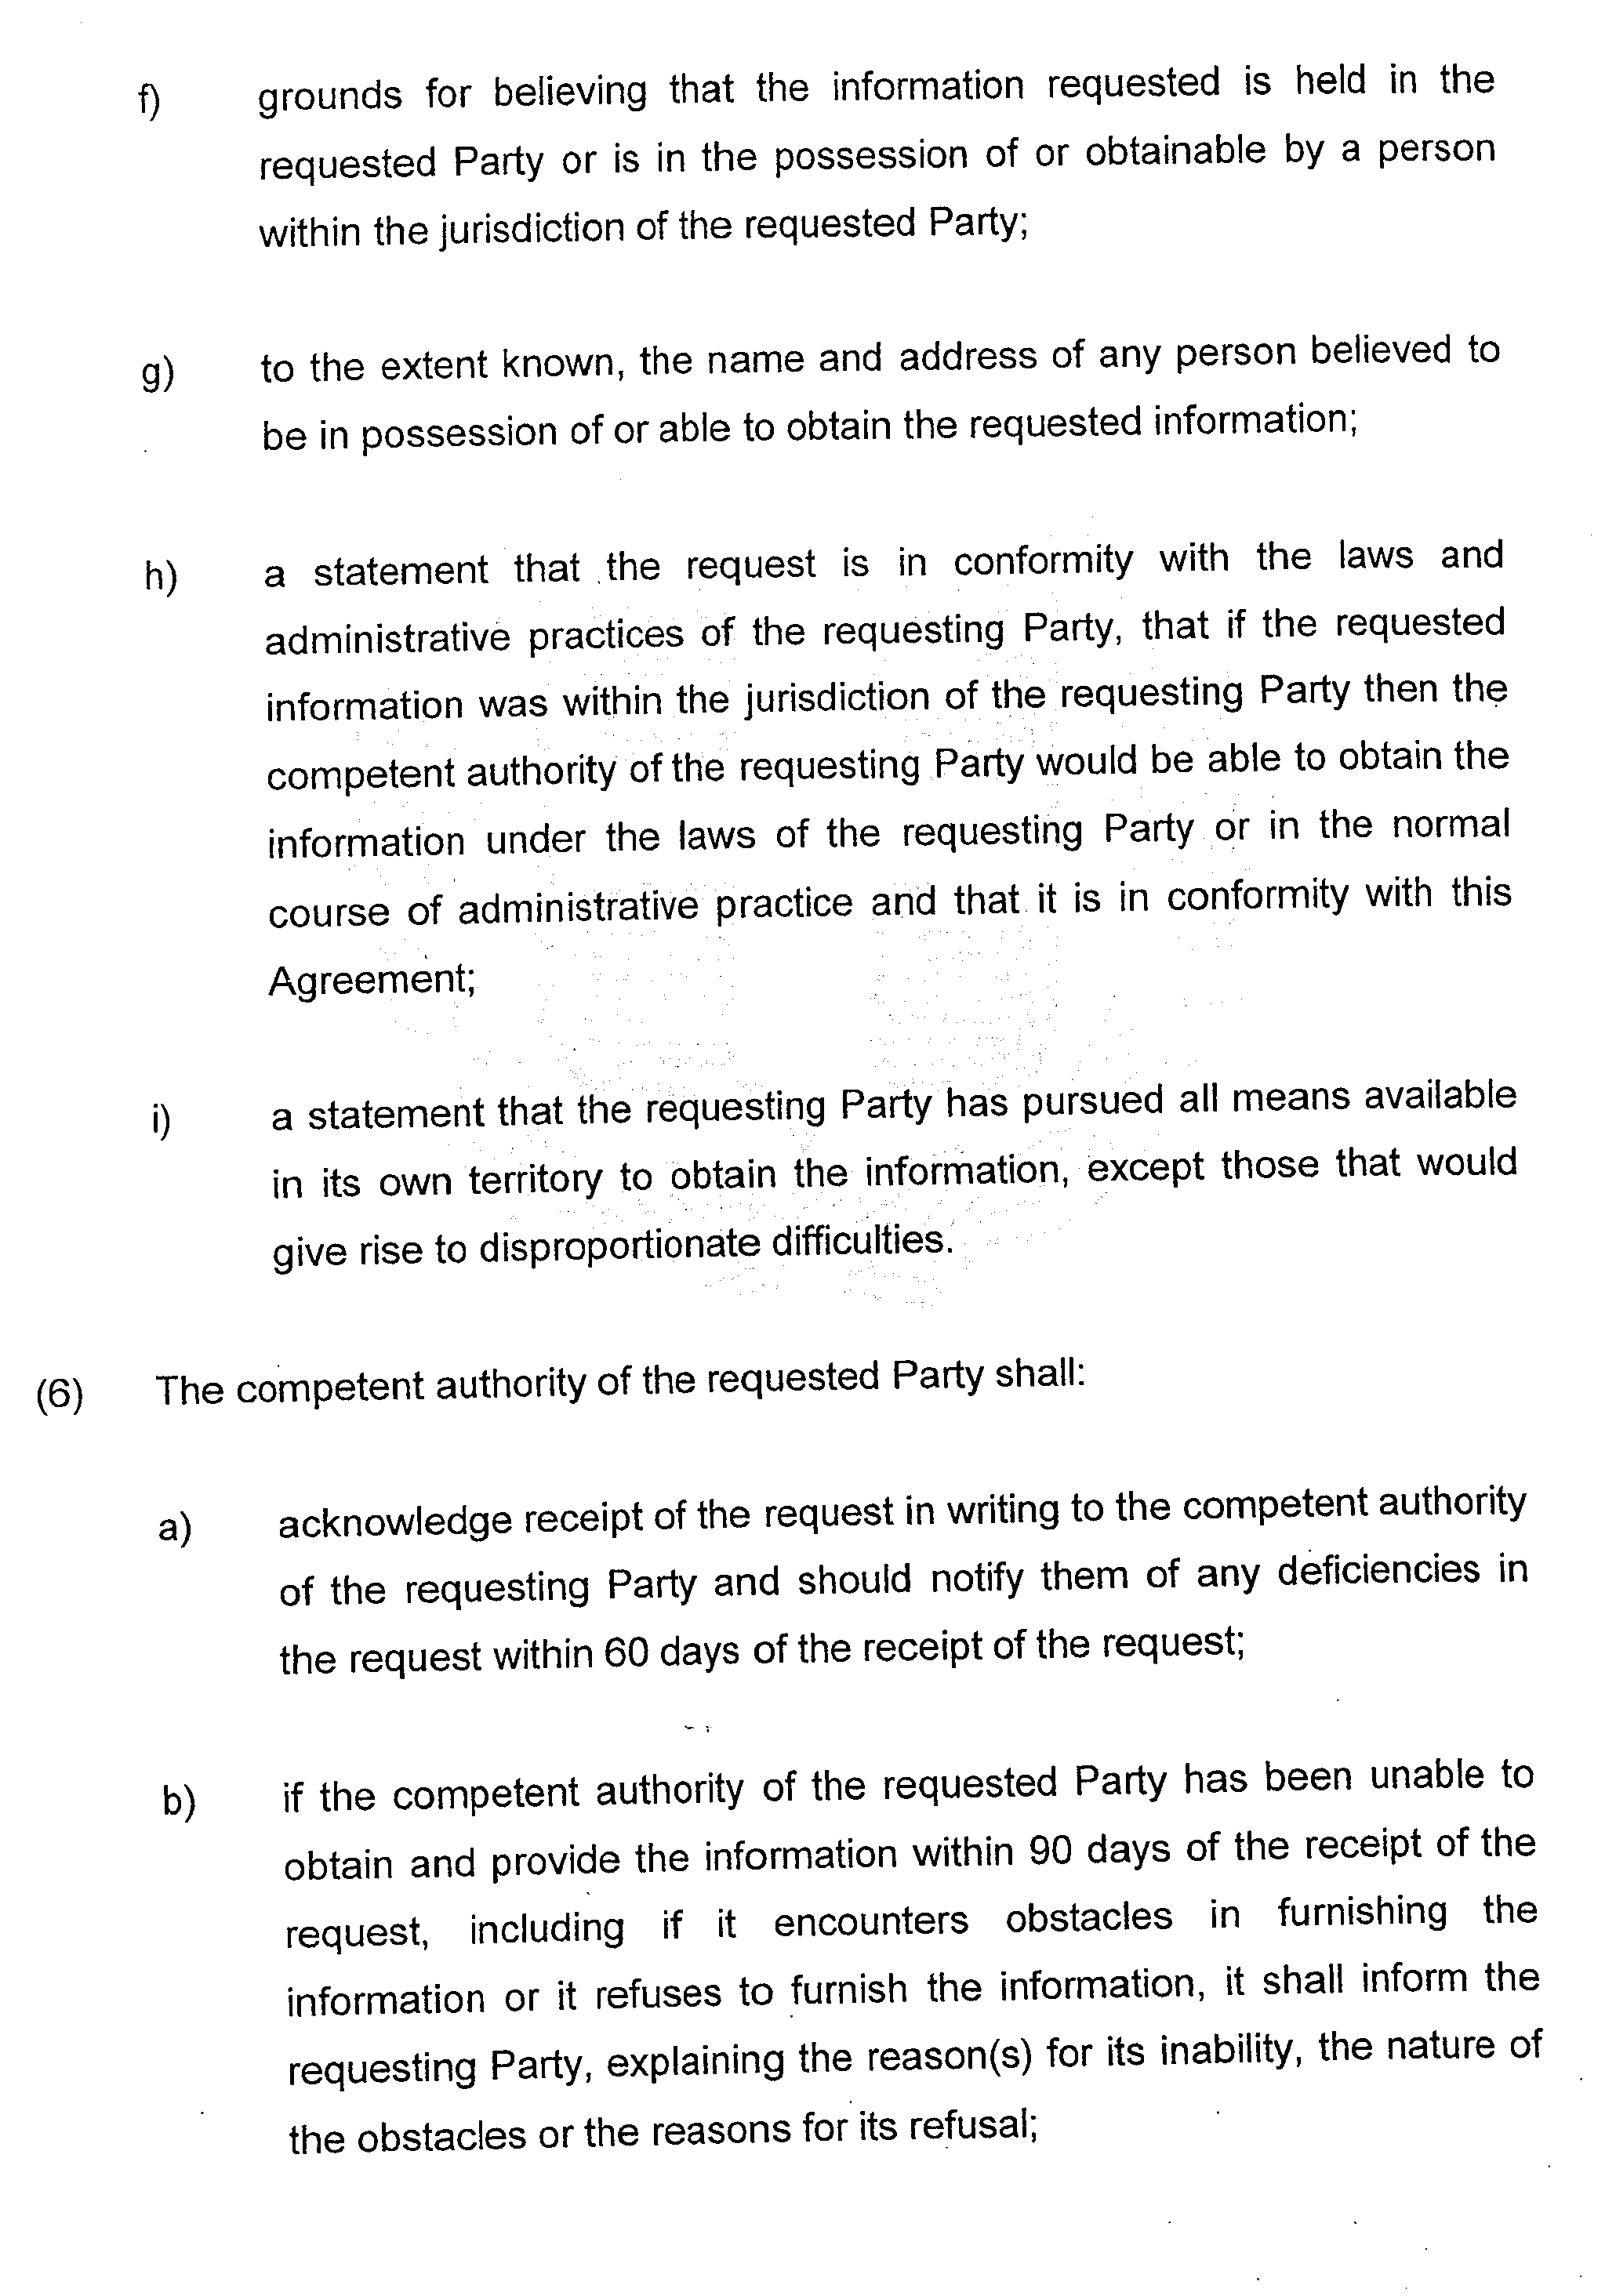 f) grounds for believing that the information requested is held in the
requested Party or is in the possession of or obtainable by a person
within the jurisdiction of the requested Party;
g) to the extent known, the name and address of any person believed to
be in possession of or able to obtain the requested information;
h) a statement that the request is in conformity with the laws and
administrative practices of the requesting Party, that if the requested
information was within the jurisdiction of the requesting Party then the
competent authority of the requesting Party would be able to obtain the
information under the laws of the requesting Party or in the normal
course of administrative practice and that it is in conformity with this
Agreement;
i) a statement that the requesting Party has pursued all means available
in its own territory to obtain the information, except those that would
give rise to disproportionate difficulties.
(6) The competent authority of the requested Party shall:
a) acknowledge receipt of the request in writing to the competent authority
of the requesting Party and should notify them of any deficiencies in
the request within 60 days of the receipt of the request;
b) if the competent authority of the requested Party has been unable to
obtain and provide the information within 90 days of the receipt of the
request, including if it encounters obstacles in furnishing the
information or it refuses to furnish the information, it shall inform the
requesting Party, explaining the reason(s) for its inability, the nature of
the obstacles or the reasons for its refusal;